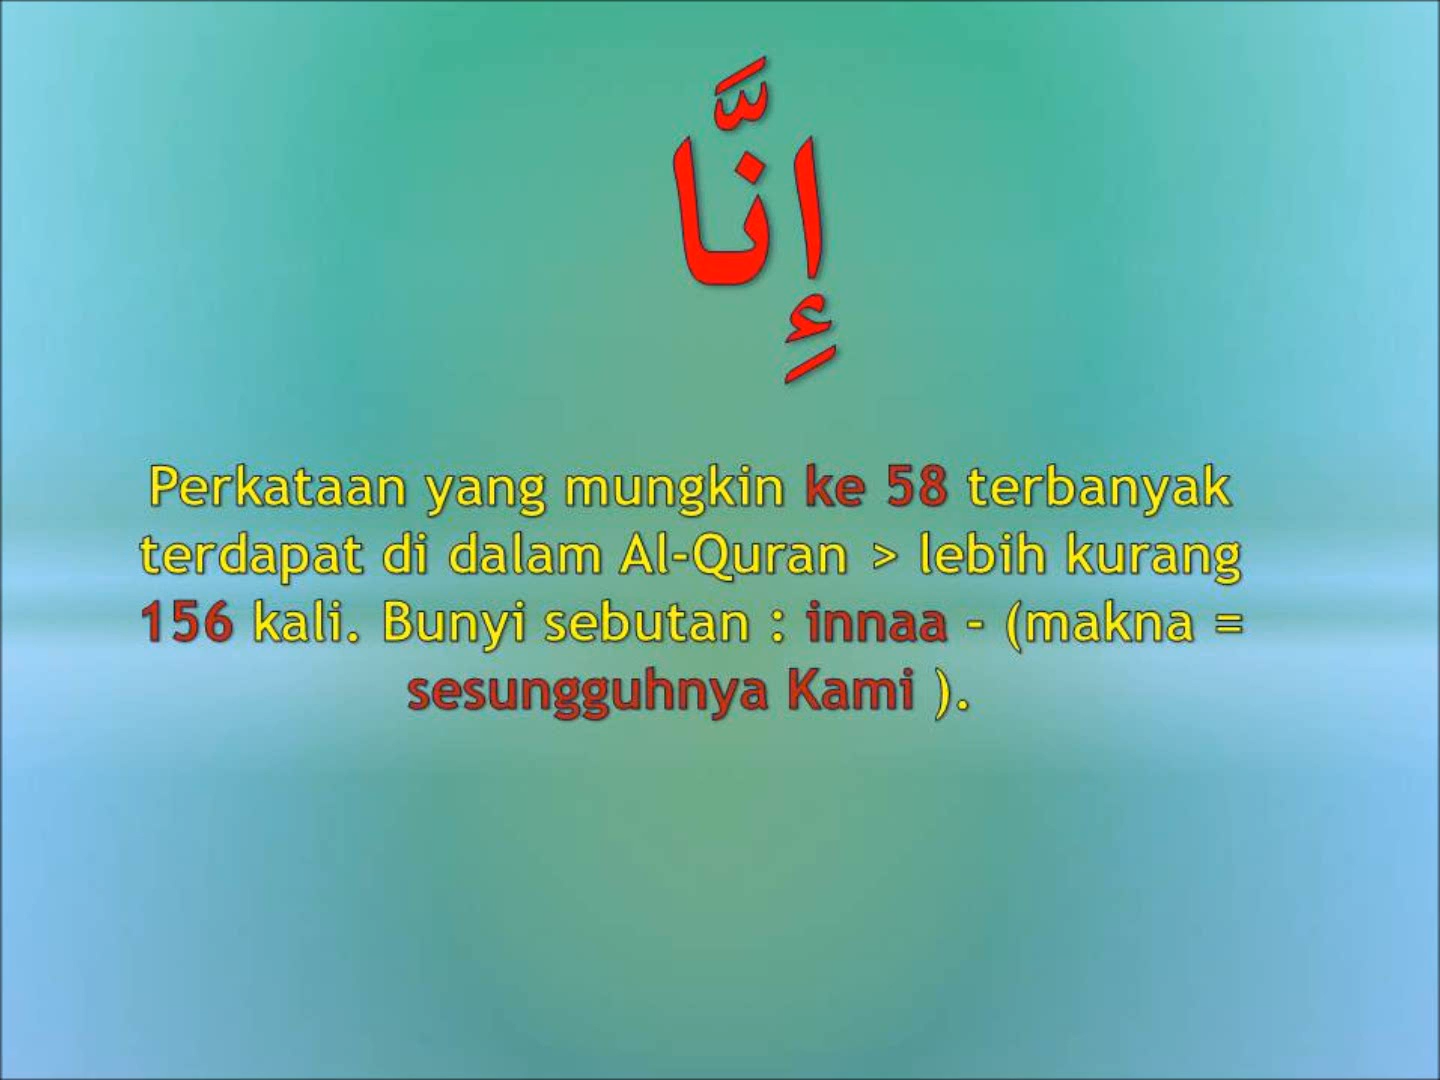 إِنَّا
Perkataan yang mungkin ke 58 terbanyak
terdapat di dalam Al-Quran > lebih kurang
156 kali. Bunyi sebutan : innaa - (makna =
sesungguhnya Kami ).